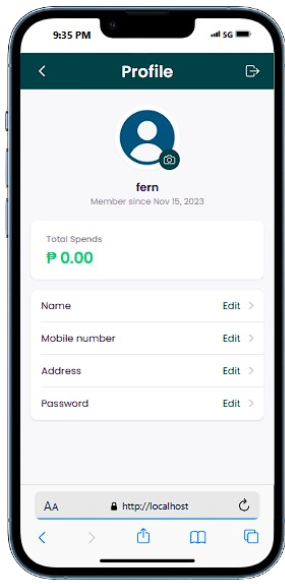 9:35 PM
5G
Profile
fern
Member since Nov 15, 2023
Total Spends
₱ 0.00
Name Edit
Mobile number Edit
Address Edit
Password Edit
AA http://localhost